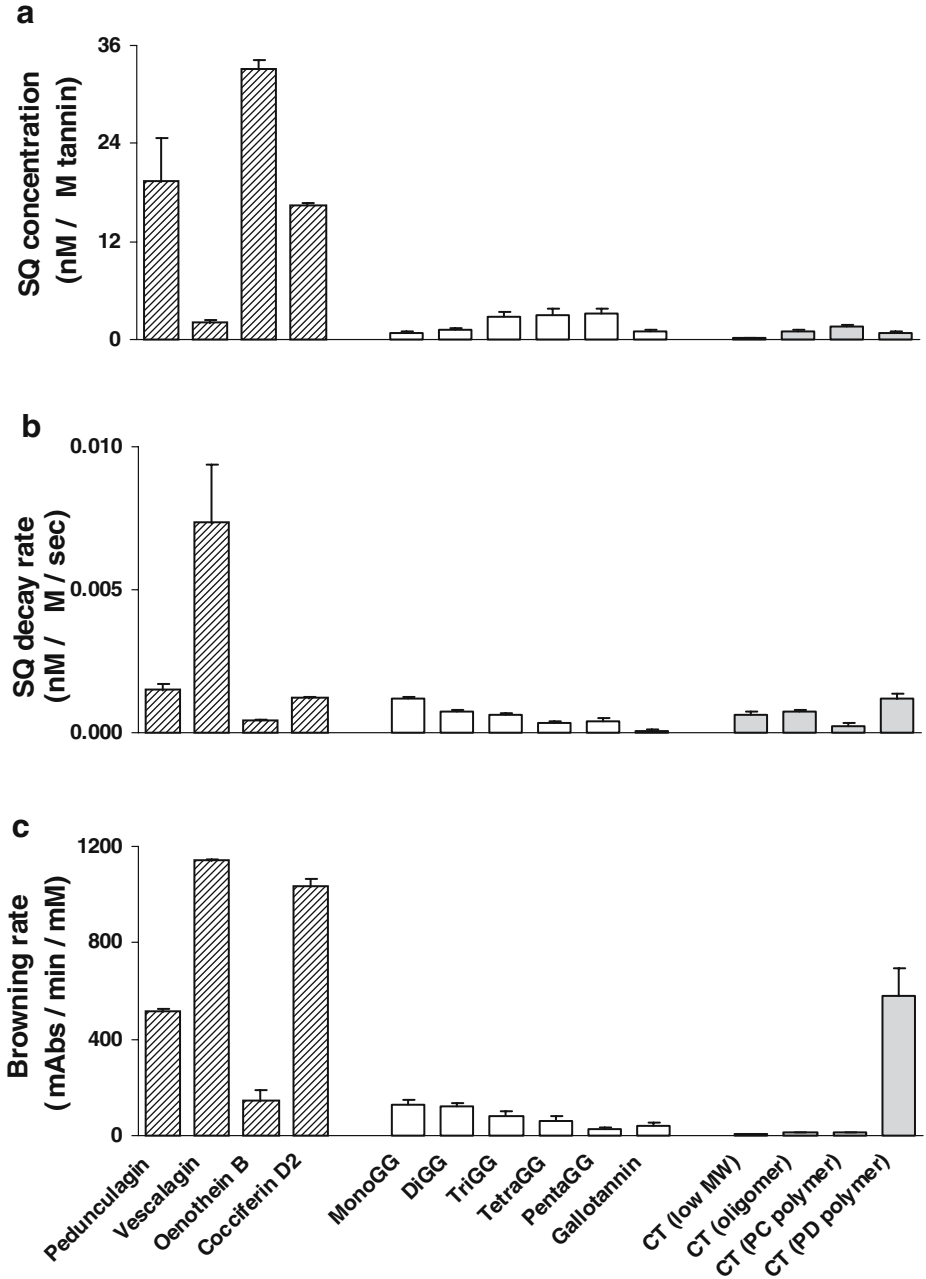 a
SQ concentration
(nM / M tannin)
36
24
12
0
b
SQ decay rate
(nM / M / sec)
0.010
0.005
0.000
c
Browning rate
(mAbs / min / mM)
1200
800
400
0
Pedunculagin
Vescalagin
Oenothein B
Cocciferin D2
MonoGG
DiGG
TriGG
TetraGG
PentaGG
Gallotannin
CT (low MW)
CT (oligomer)
CT (PC polymer)
CT (PD polymer)